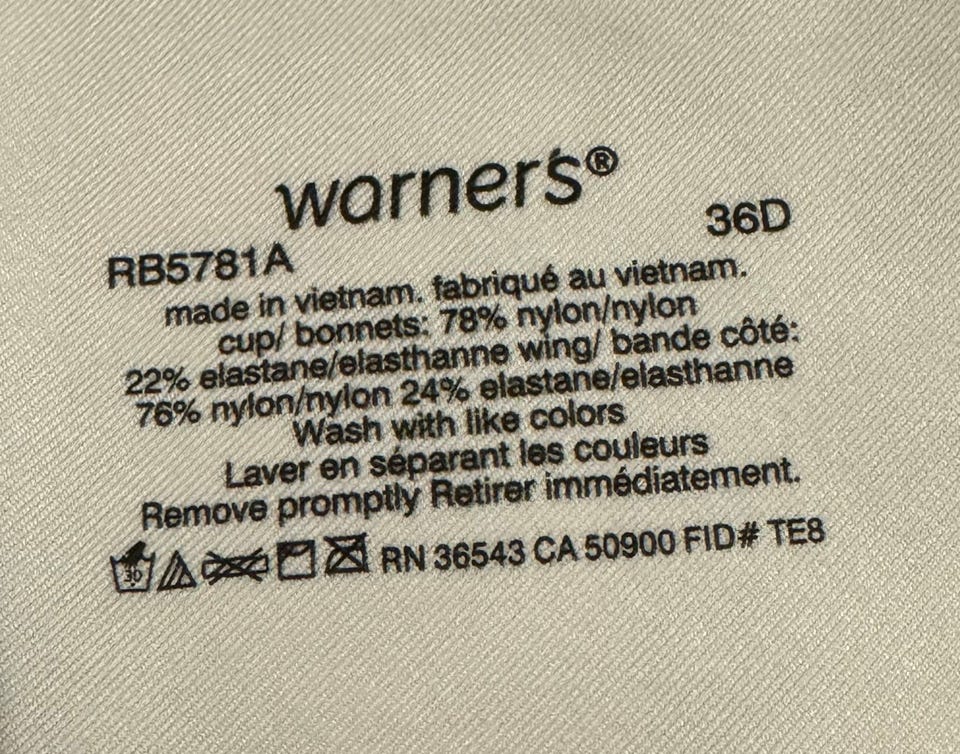 warner's®
36D
RB5781A
made in vietnam. fabriqué au vietnam.
cup/ bonnets: 78% nylon/nylon
22% elastane/elasthanne wing/ bande côté:
76% nylon/nylon 24% elastane/elasthanne
Wash with like colors
Laver en séparant les couleurs
Remove promptly Retirer immédiatement.
30 RN 36543 CA 50900 FID# TE8